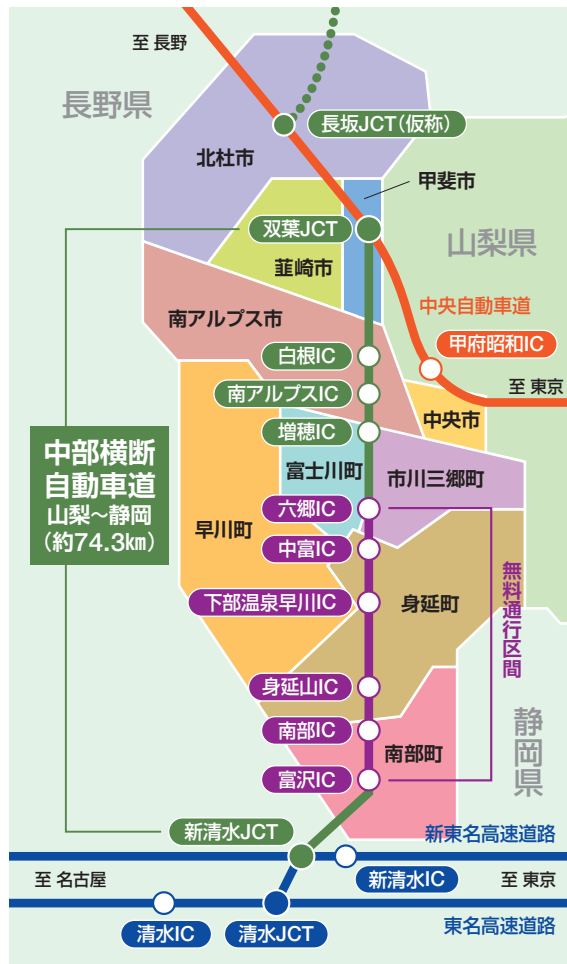 至 長野
長野県
長坂JCT（仮称）
北杜市
甲斐市
双葉JCT
山梨県
韮崎市
中央自動車道
南アルプス市
甲府昭和IC
白根IC
至 東京
南アルプスIC
中央市
増穂IC
中部横断
自動車道
山梨～静岡
（約74.3㎞）
富士川町
市川三郷町
六郷IC
早川町
中富IC
無料通行区間
下部温泉早川IC
身延町
身延山IC
静岡県
南部IC
南部町
富沢IC
新清水JCT
新東名高速道路
至 名古屋
新清水IC
至 東京
清水IC
清水JCT
東名高速道路